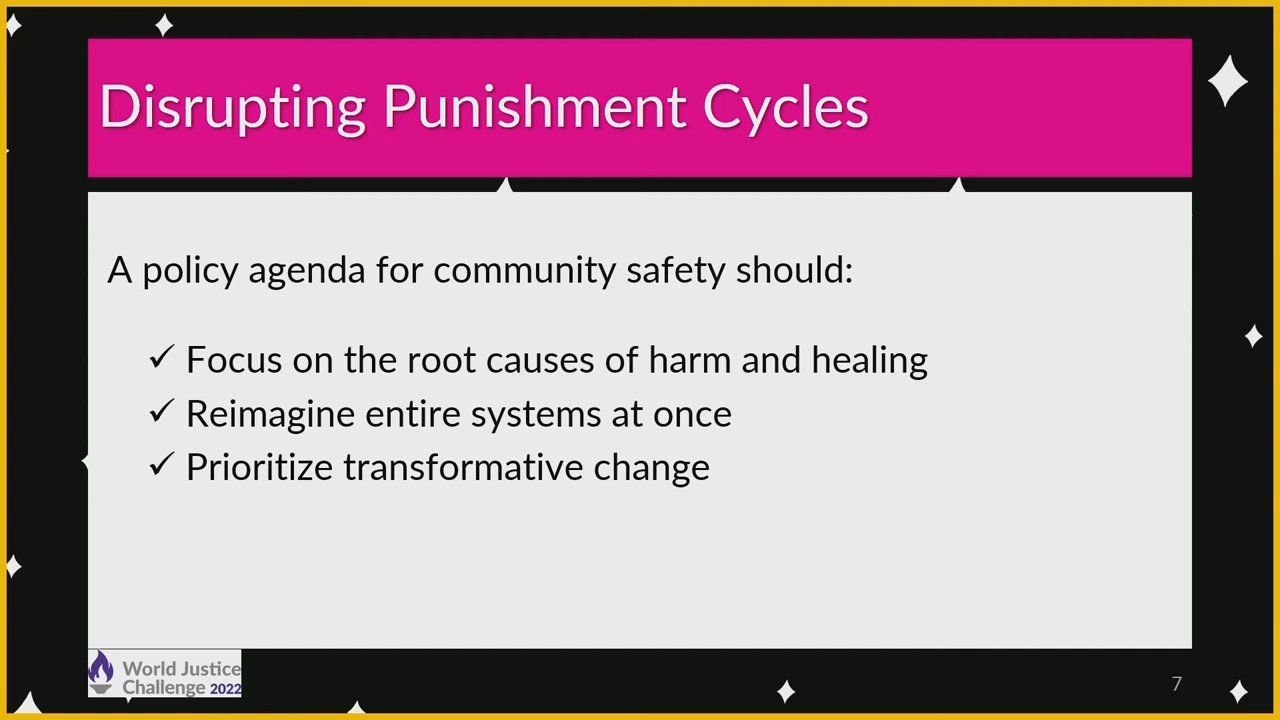 Disrupting Punishment Cycles
A policy agenda for community safety should:
✓ Focus on the root causes of harm and healing
✓ Reimagine entire systems at once
✓ Prioritize transformative change
World Justice
Challenge 2022
7